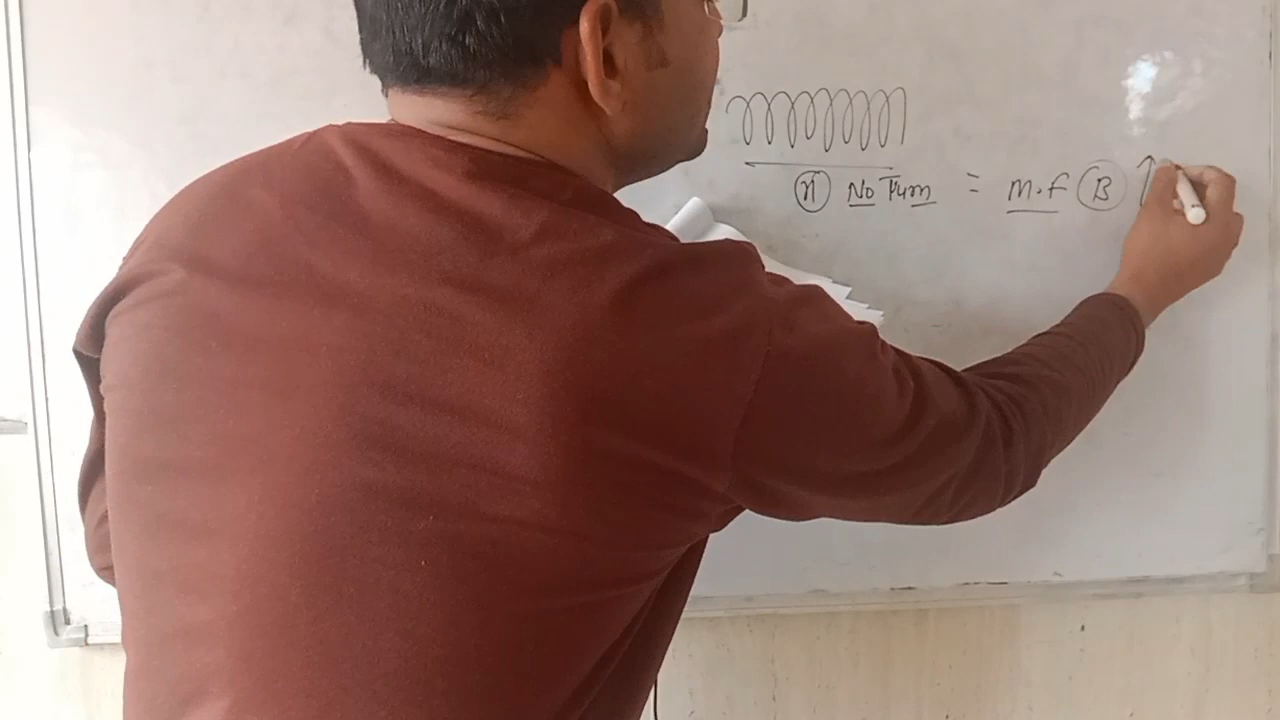 n No Turn = M.F B ↑